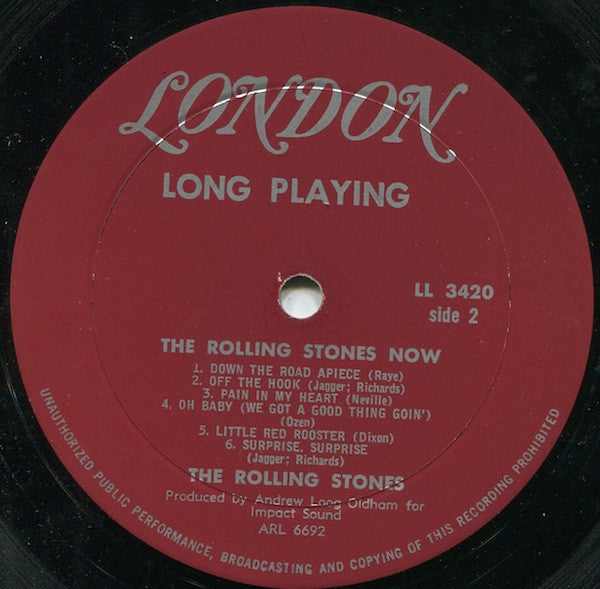 LONDON
LONG PLAYING
LL 3420
side 2
THE ROLLING STONES NOW
1. DOWN THE ROAD APIECE (Raye)
2. OFF THE HOOK (Jagger; Richards)
3. PAIN IN MY HEART (Neville)
4. OH BABY (WE GOT A GOOD THING GOIN')
(Ozen)
5. LITTLE RED ROOSTER (Dixon)
6. SURPRISE, SURPRISE
(Jagger; Richards)
THE ROLLING STONES
Produced by Andrew Loog Oldham for
Impact Sound
ARL 6692
UNAUTHORIZED PUBLIC PERFORMANCE, BROADCASTING AND COPYING OF THIS RECORDING PROHIBITED